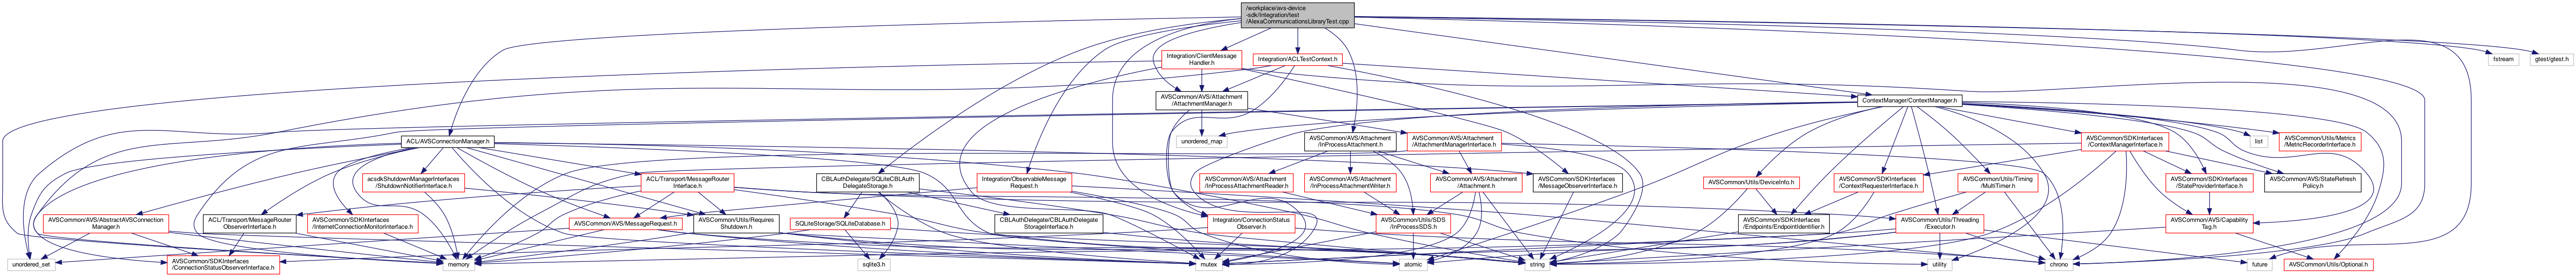 /workplace/avs-device
-sdk/Integration/test
/AlexaCommunicationsLibraryTest.cpp
Integration/ClientMessage
Handler.h
Integration/ACLTestContext.h
fstream
gtest/gtest.h
AVSCommon/AVS/Attachment
/AttachmentManager.h
ContextManager/ContextManager.h
ACL/AVSConnectionManager.h
unordered_map
AVSCommon/AVS/Attachment
/InProcessAttachment.h
AVSCommon/AVS/Attachment
/AttachmentManagerInterface.h
AVSCommon/SDKInterfaces
/ContextManagerInterface.h
list
AVSCommon/Utils/Metrics
/MetricRecorderInterface.h
acsdkShutdownManagerInterfaces
/ShutdownNotifierInterface.h
ACL/Transport/MessageRouter
Interface.h
CBLAuthDelegate/SQLiteCBLAuth
DelegateStorage.h
Integration/ObservableMessage
Request.h
AVSCommon/AVS/Attachment
/InProcessAttachmentReader.h
AVSCommon/AVS/Attachment
/InProcessAttachmentWriter.h
AVSCommon/AVS/Attachment
/Attachment.h
AVSCommon/SDKInterfaces
/MessageObserverInterface.h
AVSCommon/Utils/DeviceInfo.h
AVSCommon/SDKInterfaces
/ContextRequesterInterface.h
AVSCommon/Utils/Timing
/MultiTimer.h
AVSCommon/SDKInterfaces
/StateProviderInterface.h
AVSCommon/AVS/StateRefresh
Policy.h
AVSCommon/AVS/AbstractAVSConnection
Manager.h
ACL/Transport/MessageRouter
ObserverInterface.h
AVSCommon/SDKInterfaces
/InternetConnectionMonitorInterface.h
AVSCommon/AVS/MessageRequest.h
AVSCommon/Utils/Requires
Shutdown.h
SQLiteStorage/SQLiteDatabase.h
CBLAuthDelegate/CBLAuthDelegate
StorageInterface.h
Integration/ConnectionStatus
Observer.h
AVSCommon/Utils/SDS
/InProcessSDS.h
AVSCommon/SDKInterfaces
/Endpoints/EndpointIdentifier.h
AVSCommon/Utils/Threading
/Executor.h
AVSCommon/AVS/Capability
Tag.h
unordered_set
AVSCommon/SDKInterfaces
/ConnectionStatusObserverInterface.h
memory
sqlite3.h
mutex
atomic
string
utility
chrono
future
AVSCommon/Utils/Optional.h